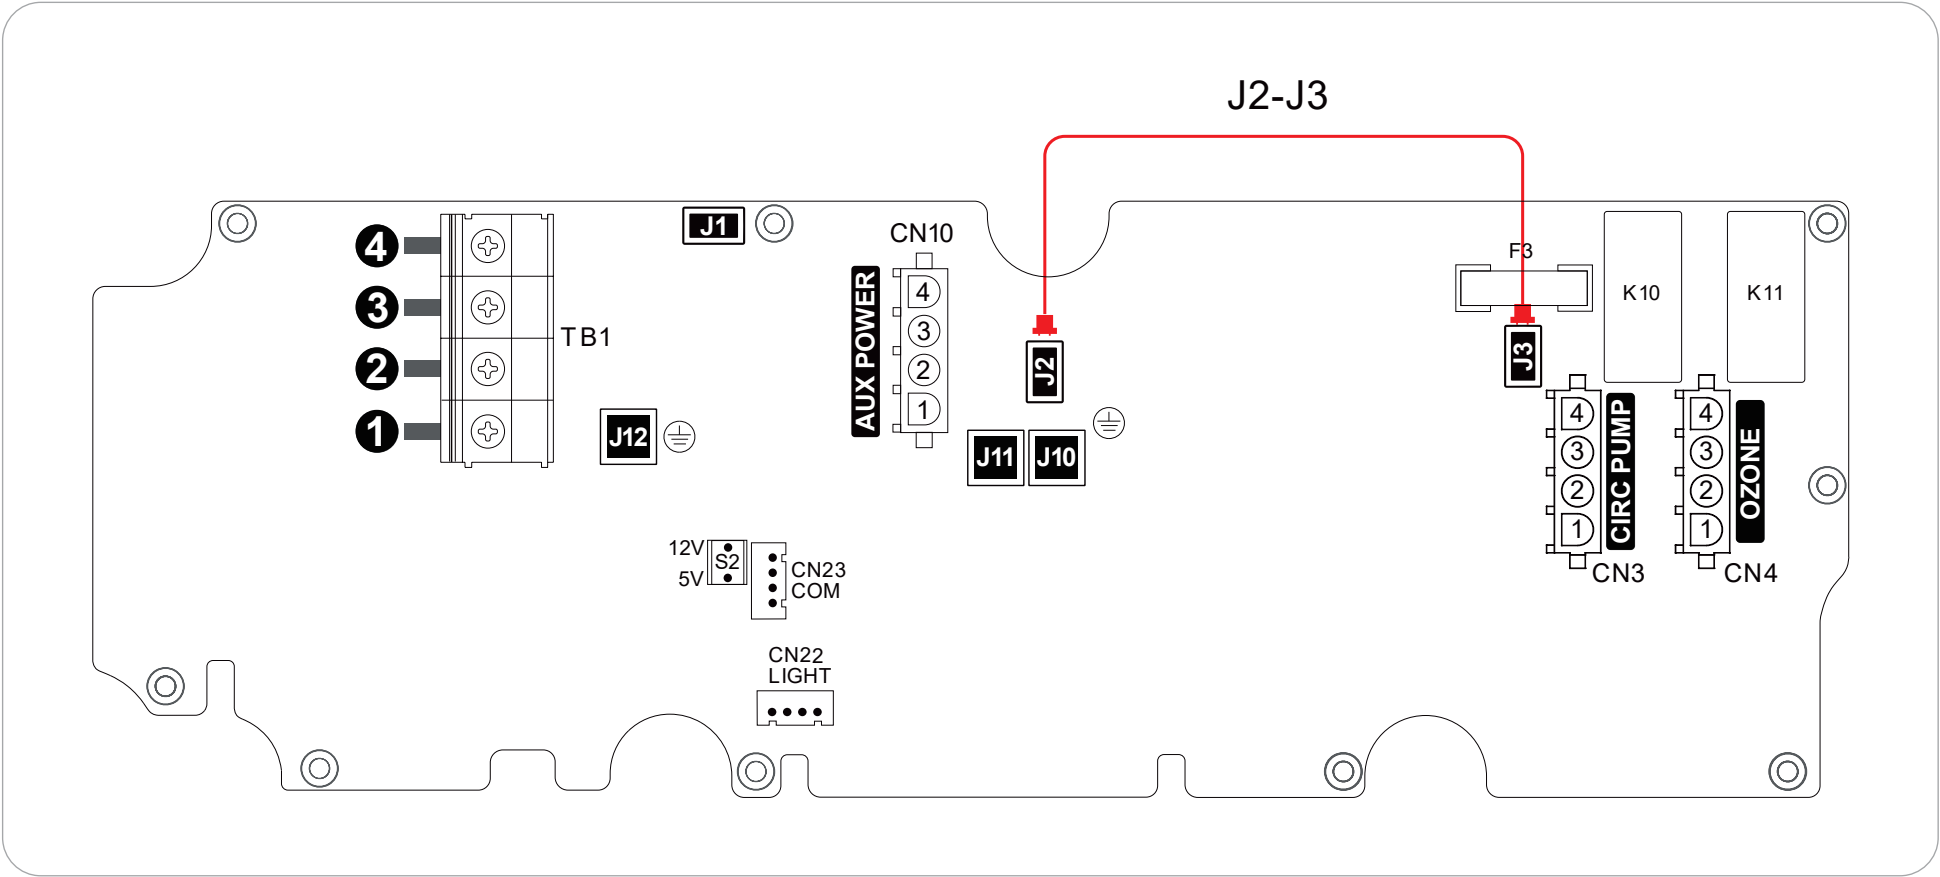 J2-J3
J1
CN10
4
3
2
1
TB1
AUX POWER
4
3
2
1
J2
J12
J11
J10
F3
J3
K10
K11
4
3
2
1
CIRC PUMP
CN3
4
3
2
1
OZONE
CN4
12V
5V
S2
CN23
COM
CN22
LIGHT